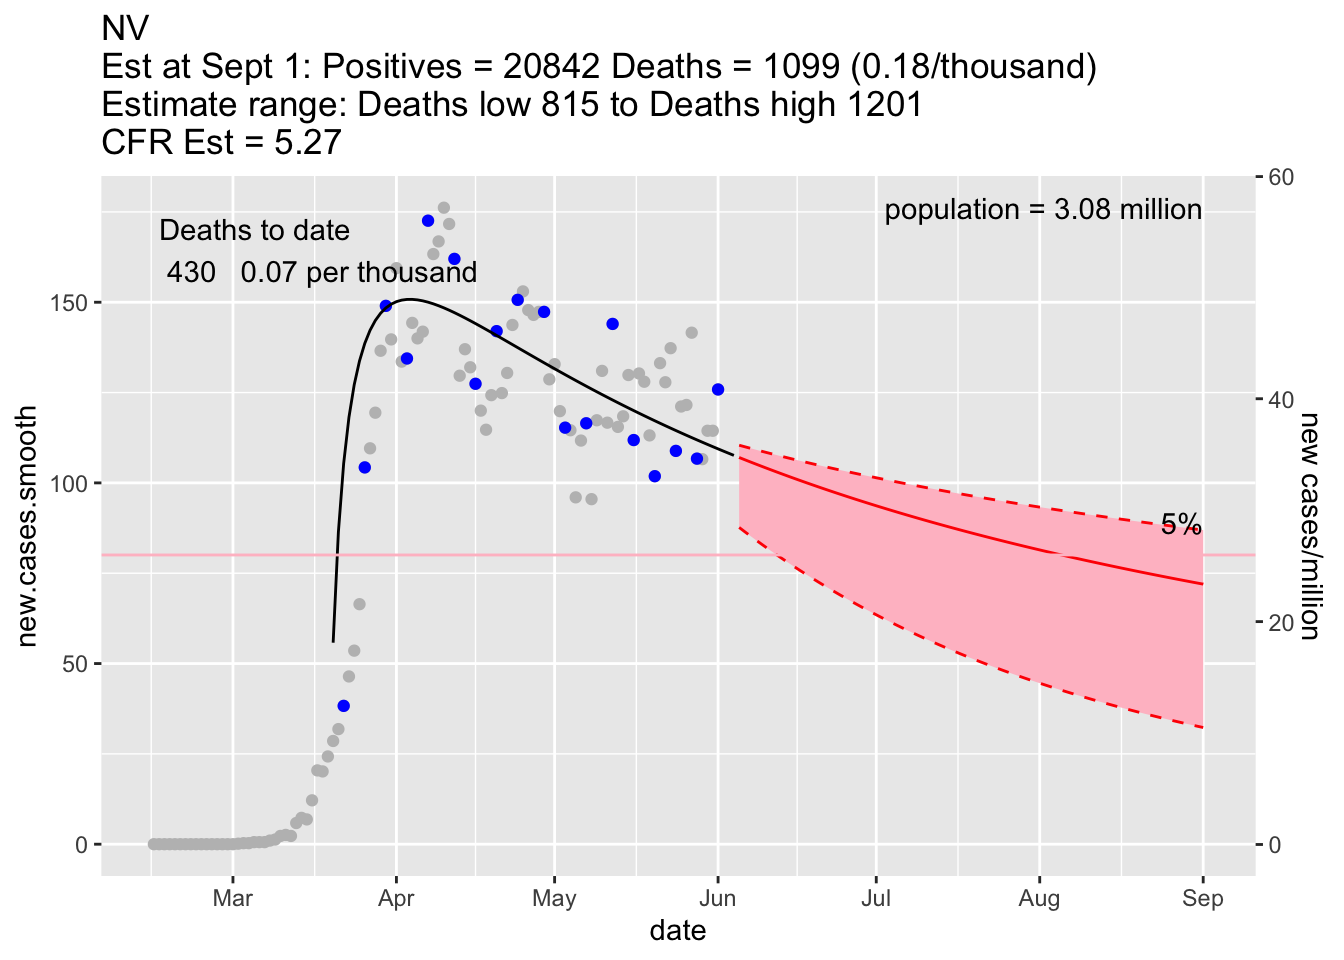 NV
Est at Sept 1: Positives = 20842 Deaths = 1099 (0.18/thousand)
Estimate range: Deaths low 815 to Deaths high 1201
CFR Est = 5.27
60
population = 3.08 million
Deaths to date
430 0.07 per thousand
150
40
100
5%
new.cases.smooth
new cases/million
50
20
0
0
Mar
Apr
May
Jun
Jul
Aug
Sep
date